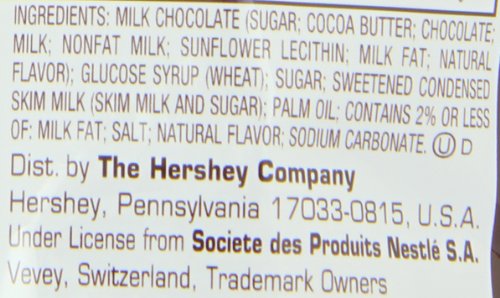 INGREDIENTS: MILK CHOCOLATE (SUGAR; COCOA BUTTER; CHOCOLATE;
MILK; NONFAT MILK; SUNFLOWER LECITHIN; MILK FAT; NATURAL
FLAVOR); GLUCOSE SYRUP (WHEAT); SUGAR; SWEETENED CONDENSED
SKIM MILK (SKIM MILK AND SUGAR); PALM OIL; CONTAINS 2% OR LESS
OF: MILK FAT; SALT; NATURAL FLAVOR; SODIUM CARBONATE. Ⓤ D
Dist. by The Hershey Company
Hershey, Pennsylvania 17033-0815, U.S.A.
Under License from Societe des Produits Nestlé S.A.
Vevey, Switzerland, Trademark Owners